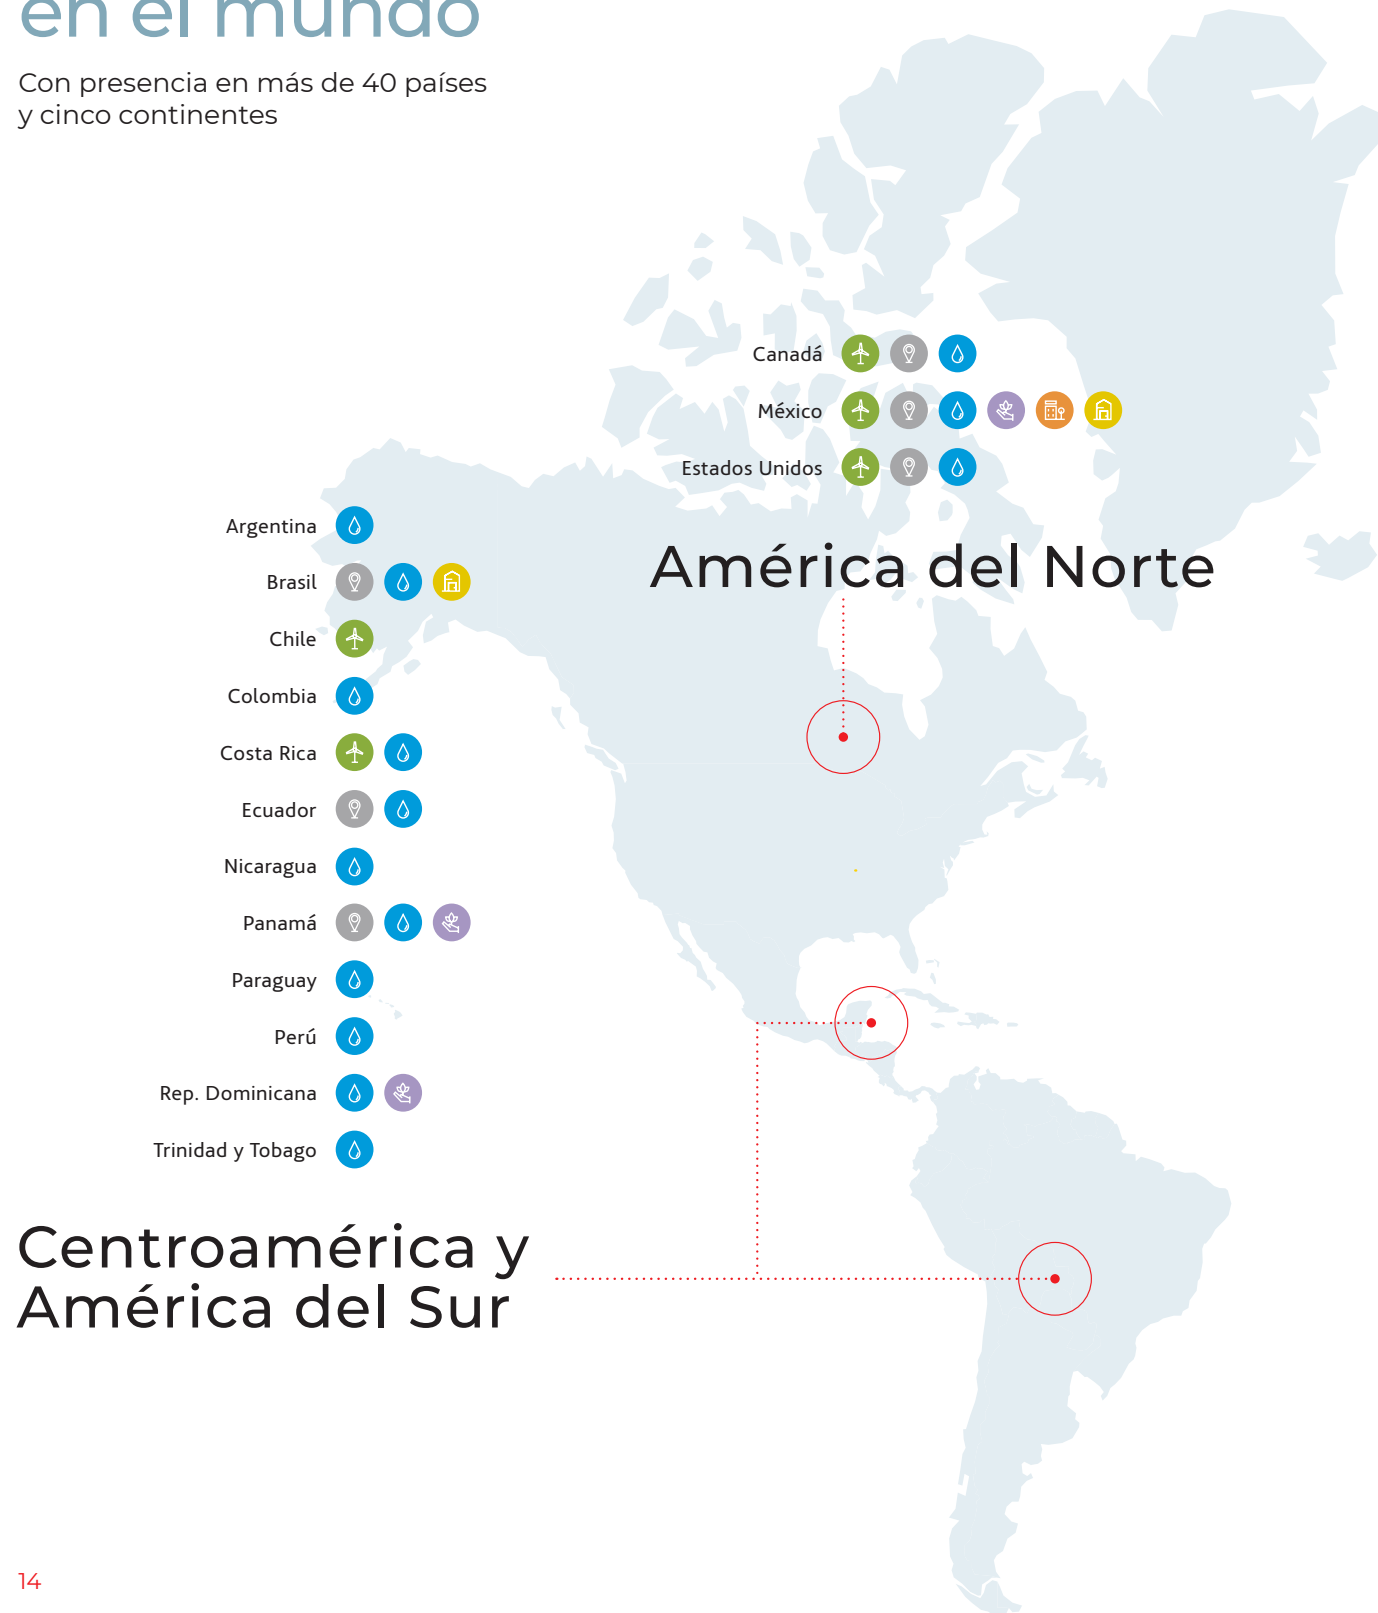 en el mundo
Con presencia en más de 40 países
y cinco continentes
Canadá
México
Estados Unidos
América del Norte
Argentina
Brasil
Chile
Colombia
Costa Rica
Ecuador
Nicaragua
Panamá
Paraguay
Perú
Rep. Dominicana
Trinidad y Tobago
Centroamérica y
América del Sur
14